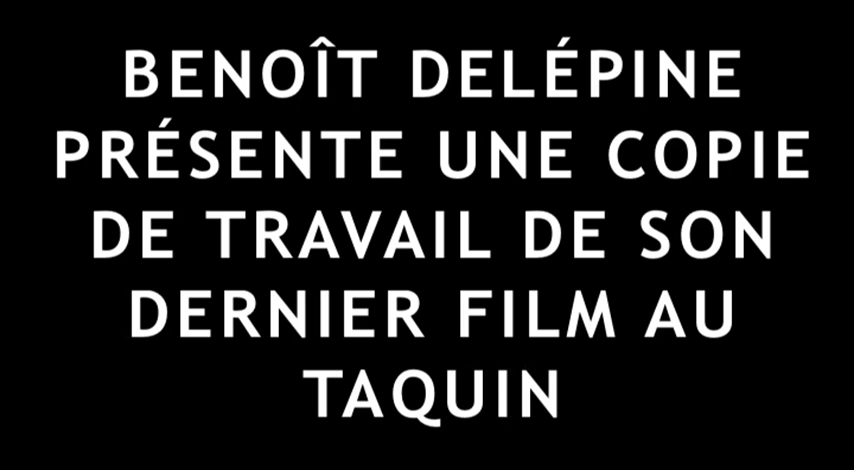 BENOÎT DELÉPINE
PRÉSENTE UNE COPIE
DE TRAVAIL DE SON
DERNIER FILM AU
TAQUIN